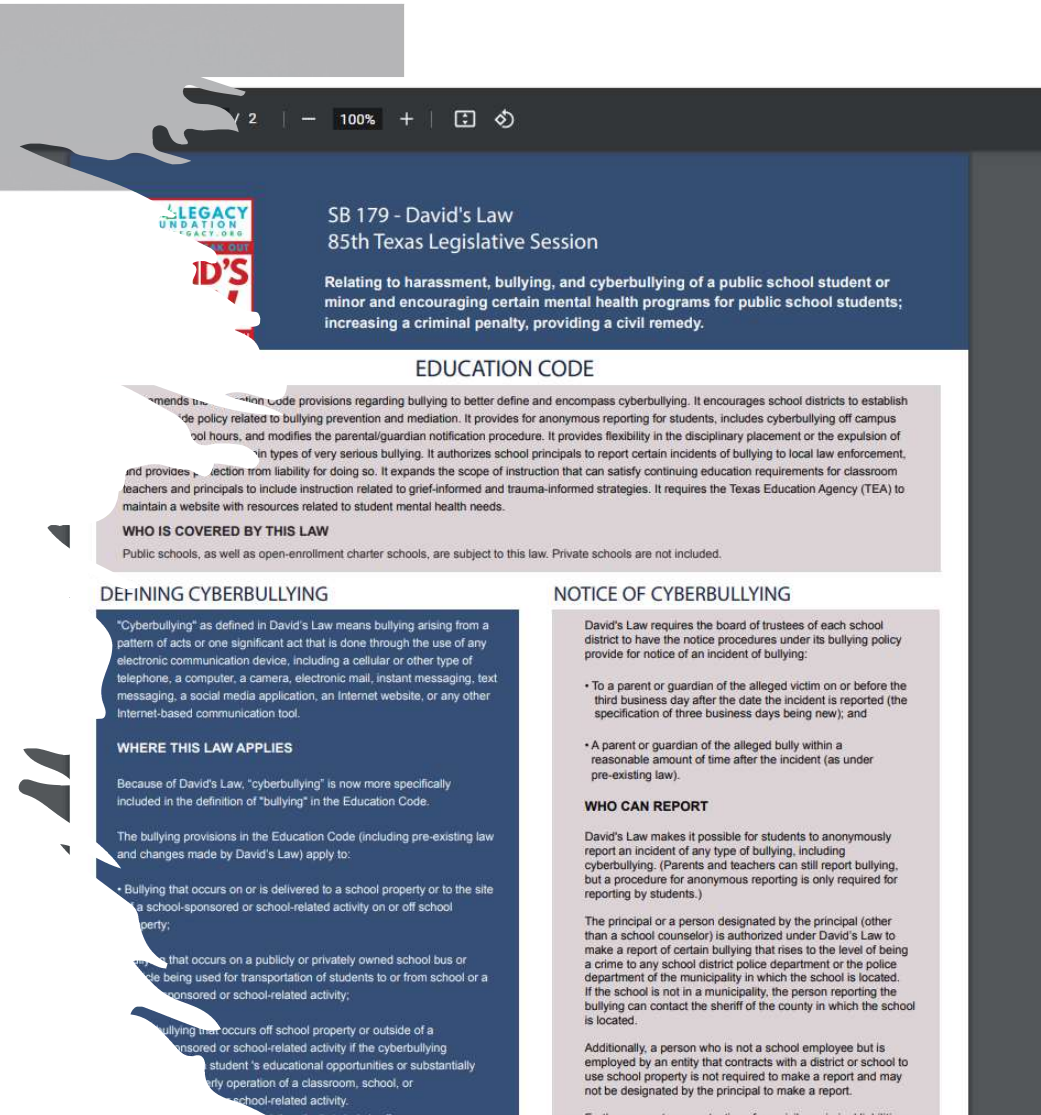 / 2
100%
LEGACY
UNDATION
EGACY.ORG
AK OUT
ID'S
SB 179 - David's Law
85th Texas Legislative Session
Relating to harassment, bullying, and cyberbullying of a public school student or
minor and encouraging certain mental health programs for public school students;
increasing a criminal penalty, providing a civil remedy.
EDUCATION CODE
mends Code provisions regarding bullying to better define and encompass cyberbullying. It encourages school districts to establish
ide policy related to bullying prevention and mediation. It provides for anonymous reporting for students, includes cyberbullying off campus
ool hours, and modifies the parental/guardian notification procedure. It provides flexibility in the disciplinary placement or the expulsion of
in types of very serious bullying. It authorizes school principals to report certain incidents of bullying to local law enforcement,
and provides tection from liability for doing so. It expands the scope of instruction that can satisfy continuing education requirements for classroom
teachers and principals to include instruction related to grief-informed and trauma-informed strategies. It requires the Texas Education Agency (TEA) to
maintain a website with resources related to student mental health needs.
WHO IS COVERED BY THIS LAW
Public schools, as well as open-enrollment charter schools, are subject to this law. Private schools are not included.
DEFINING CYBERBULLYING
"Cyberbullying" as defined in David's Law means bullying arising from a
pattern of acts or one significant act that is done through the use of any
electronic communication device, including a cellular or other type of
telephone, a computer, a camera, electronic mail, instant messaging, text
messaging, a social media application, an Internet website, or any other
Internet-based communication tool.
WHERE THIS LAW APPLIES
Because of David's Law, "cyberbullying" is now more specifically
included in the definition of "bullying" in the Education Code.
The bullying provisions in the Education Code (including pre-existing law
and changes made by David's Law) apply to:
• Bullying that occurs on or is delivered to a school property or to the site
a school-sponsored or school-related activity on or off school
perty;
that occurs on a publicly or privately owned school bus or
cle being used for transportation of students to or from school or a
ponsored or school-related activity;
bullying that occurs off school property or outside of a
onsored or school-related activity if the cyberbullying
student 's educational opportunities or substantially
erly operation of a classroom, school, or
school-related activity.
NOTICE OF CYBERBULLYING
David's Law requires the board of trustees of each school
district to have the notice procedures under its bullying policy
provide for notice of an incident of bullying:
• To a parent or guardian of the alleged victim on or before the
third business day after the date the incident is reported (the
specification of three business days being new); and
• A parent or guardian of the alleged bully within a
reasonable amount of time after the incident (as under
pre-existing law).
WHO CAN REPORT
David's Law makes it possible for students to anonymously
report an incident of any type of bullying, including
cyberbullying. (Parents and teachers can still report bullying,
but a procedure for anonymous reporting is only required for
reporting by students.)
The principal or a person designated by the principal (other
than a school counselor) is authorized under David's Law to
make a report of certain bullying that rises to the level of being
a crime to any school district police department or the police
department of the municipality in which the school is located.
If the school is not in a municipality, the person reporting the
bullying can contact the sheriff of the county in which the school
is located.
Additionally, a person who is not a school employee but is
employed by an entity that contracts with a district or school to
use school property is not required to make a report and may
not be designated by the principal to make a report.